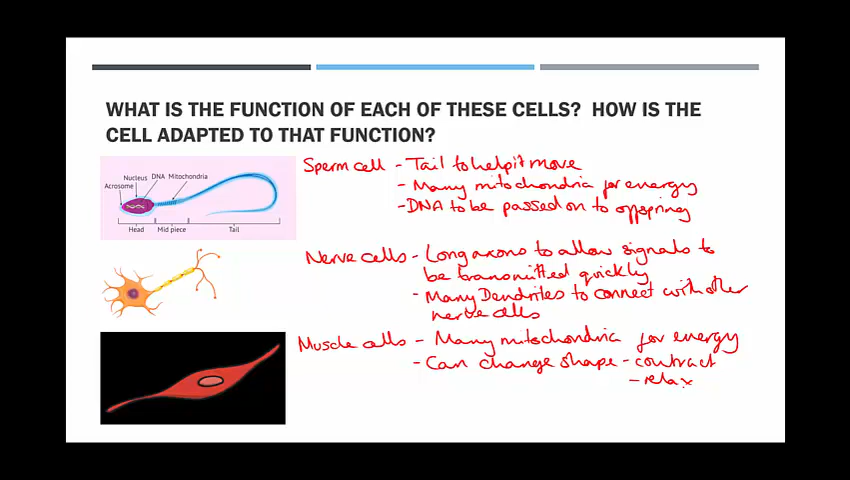 WHAT IS THE FUNCTION OF EACH OF THESE CELLS? HOW IS THE
CELL ADAPTED TO THAT FUNCTION?
Acrosome
Nucleus
DNA
Mitochondria
Head
Mid piece
Tail
Sperm cell - Tail to help it move
- Many mitochondria for energy
- DNA to be passed on to offspring
Nerve cells - Long axons to allow signals to
be transmitted quickly
- Many Dendrites to connect with other
nerve cells
Muscle cells - Many mitochondria for energy
- Can change shape - contract
- relax